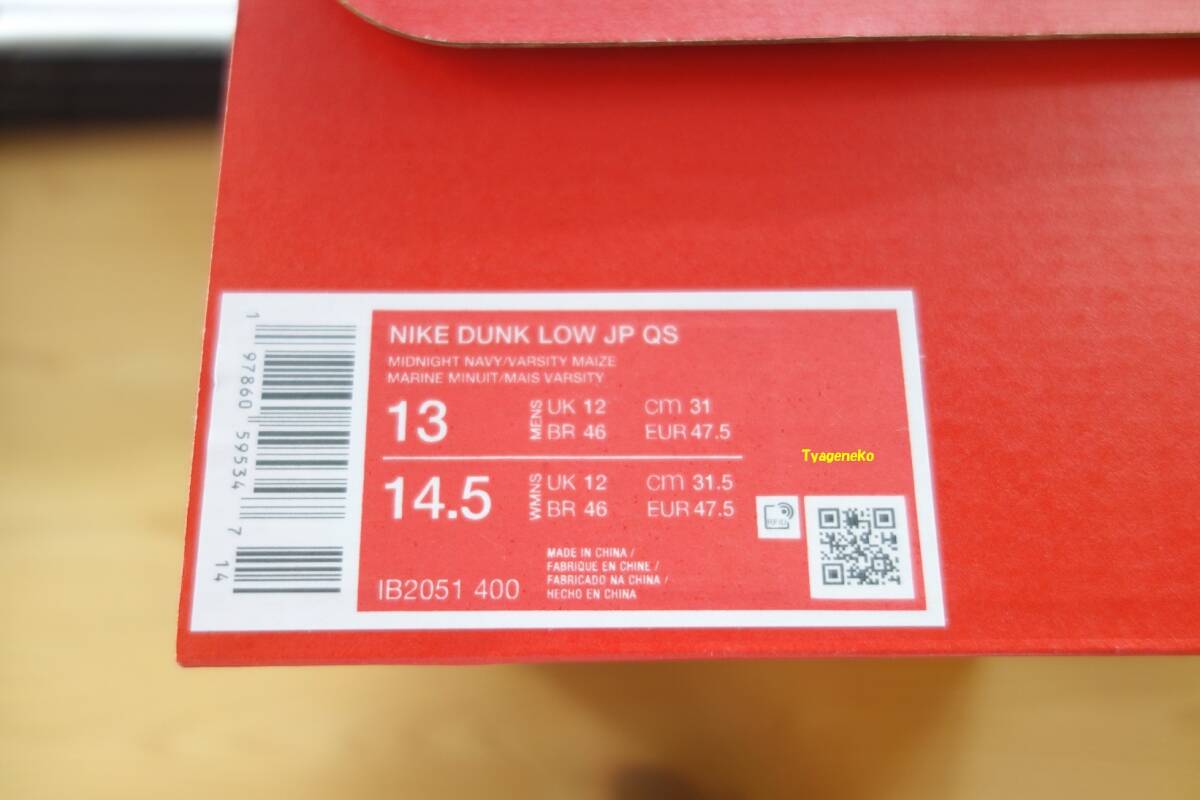 NIKE DUNK LOW JP QS
MIDNIGHT NAVY/VARSITY MAIZE
MARINE MINUIT/MAIS VARSITY
13 MENS UK 12 cm 31
BR 46 EUR 47.5
14.5 WMNS UK 12 cm 31.5
BR 46 EUR 47.5
MADE IN CHINA /
FABRIQUE EN CHINE /
FABRICADO NA CHINA /
HECHO EN CHINA
IB2051 400
1 97860 59534 7
14
RFID
Tyageneko